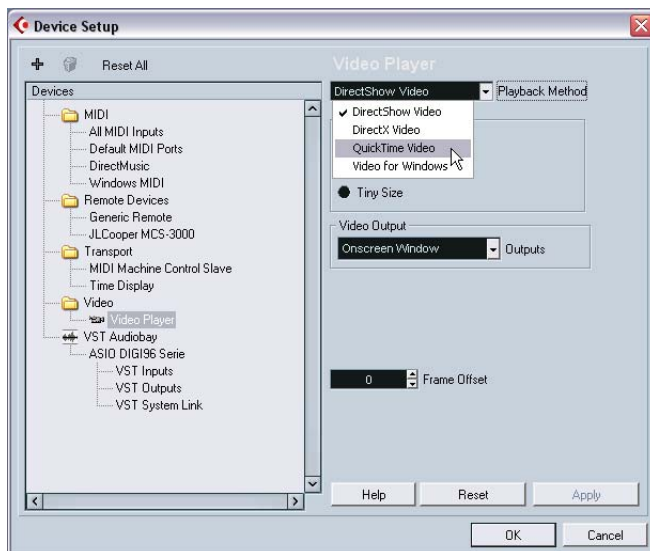 Device Setup
Reset All
Devices
MIDI
All MIDI Inputs
Default MIDI Ports
DirectMusic
Windows MIDI
Remote Devices
Generic Remote
JLCooper MCS-3000
Transport
MIDI Machine Control Slave
Time Display
Video
Video Player
VST Audiobay
ASIO DIGI96 Serie
VST Inputs
VST Outputs
VST System Link
Video Player
DirectShow Video Playback Method
DirectShow Video
DirectX Video
QuickTime Video
Video for Windows
Tiny Size
Video Output
Onscreen Window Outputs
0 Frame Offset
Help Reset Apply
OK Cancel